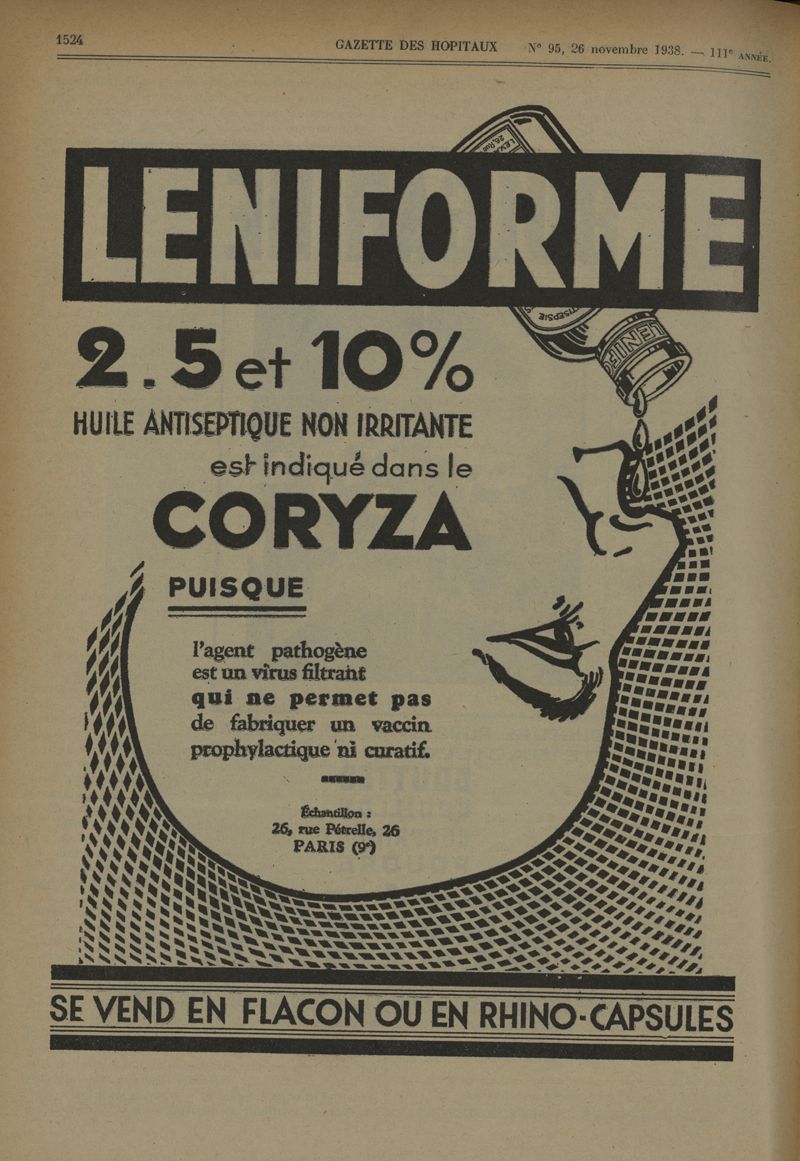 1524
GAZETTE DES HOPITAUX
N° 95, 26 novembre 1938. — 111e ANNÉE.
LENIFORME
2.5 et 10%
HUILE ANTISEPTIQUE NON IRRITANTE
est indiqué dans le
CORYZA
PUISQUE
l'agent pathogène
est un virus filtrant
qui ne permet pas
de fabriquer un vaccin
prophylactique ni curatif.
Échantillon :
26, rue Pétrelle, 26
PARIS (9e)
SE VEND EN FLACON OU EN RHINO-CAPSULES